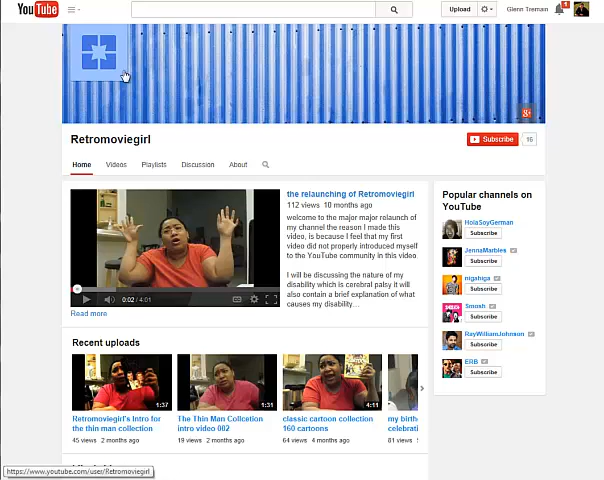 YouTube
Upload
Glenn Tremain
1
Retromoviegirl
Subscribe
15
Home
Videos
Playlists
Discussion
About
the relaunching of Retromoviegirl
112 views 10 months ago
welcome to the major major relaunch of
my channel the reason I made this
video, is because I feel that my first
video did not properly introduced myself
to the YouTube community in this video
I will be discussing the nature of my
disability which is cerebral palsy it will
also contain a brief explanation of what
causes my disability...
0:02 / 4:01
Read more
Recent uploads
1:37
Retromoviegirl's Intro for
the thin man collection
45 views 2 months ago
1:31
The Thin Man Collcetion
intro video 002
19 views 2 months ago
4:11
classic cartoon collection
160 cartoons
64 views 4 months ago
my birth
celebrati
81 views 5
Popular channels on
YouTube
HolaSoyGerman
Subscribe
JennaMarbles
Subscribe
nigahiga
Subscribe
Smosh
Subscribe
RayWilliamJohnson
Subscribe
ERB
Subscribe
https://www.youtube.com/user/Retromoviegirl